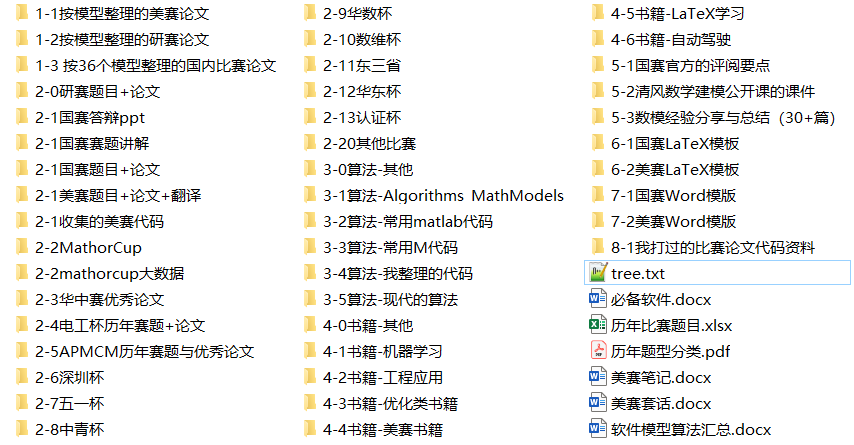 1-1按模型整理的美赛论文
1-2按模型整理的研赛论文
1-3 按36个模型整理的国内比赛论文
2-0研赛题目+论文
2-1国赛答辩ppt
2-1国赛赛题讲解
2-1国赛题目+论文
2-1美赛题目+论文+翻译
2-1收集的美赛代码
2-2MathorCup
2-2mathorcup大数据
2-3华中赛优秀论文
2-4电工杯历年赛题+论文
2-5APMCM历年赛题与优秀论文
2-6深圳杯
2-7五一杯
2-8中青杯
2-9华数杯
2-10数维杯
2-11东三省
2-12华东杯
2-13认证杯
2-20其他比赛
3-0算法-其他
3-1算法-Algorithms_MathModels
3-2算法-常用matlab代码
3-3算法-常用M代码
3-4算法-我整理的代码
3-5算法-现代的算法
4-0书籍-其他
4-1书籍-机器学习
4-2书籍-工程应用
4-3书籍-优化类书籍
4-4书籍-美赛书籍
4-5书籍-LaTeX学习
4-6书籍-自动驾驶
5-1国赛官方的评阅要点
5-2清风数学建模公开课的课件
5-3数模经验分享与总结（30+篇）
6-1国赛LaTeX模板
6-2美赛LaTeX模板
7-1国赛Word模版
7-2美赛Word模版
8-1我打过的比赛论文代码资料
tree.txt
必备软件.docx
历年比赛题目.xlsx
历年题型分类.pdf
美赛笔记.docx
美赛套话.docx
软件模型算法汇总.docx